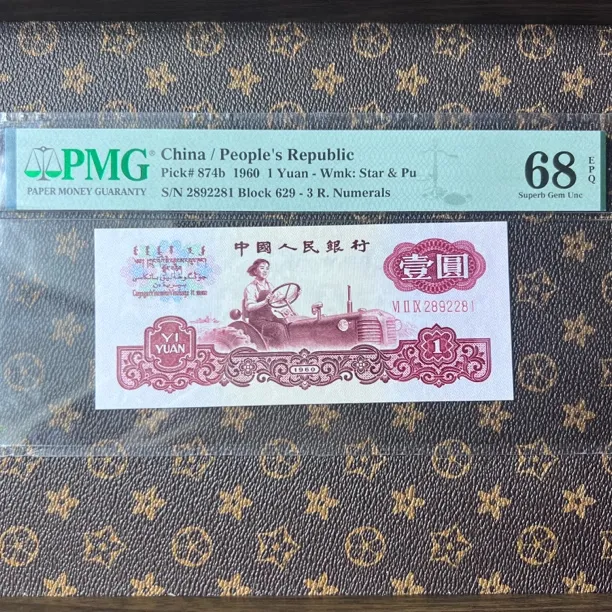 PMG
PAPER MONEY GUARANTY
China / People's Republic
Pick# 874b 1960 1 Yuan - Wmk: Star & Pu
S/N 2892281 Block 629 - 3 R. Numerals
68
EPQ
Superb Gem Unc
中國人民銀行
壹圓
VI II IX 2892281
YI
YUAN
1960
1